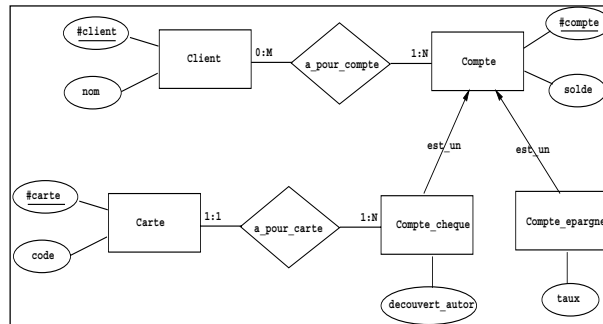 #client
nom
Client
0:M
a_pour_compte
1:N
Compte
#compte
solde
est_un
est_un
#carte
code
Carte
1:1
a_pour_carte
1:N
Compte_cheque
Compte_epargne
decouvert_autor
taux